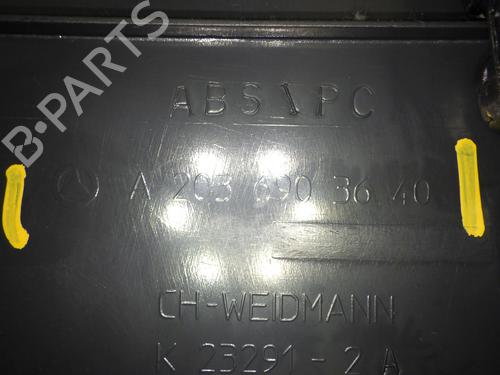 B-PARTS
ABS\PC
A 203 690 36 40
CH-WEIDMANN
K 23291-2 A